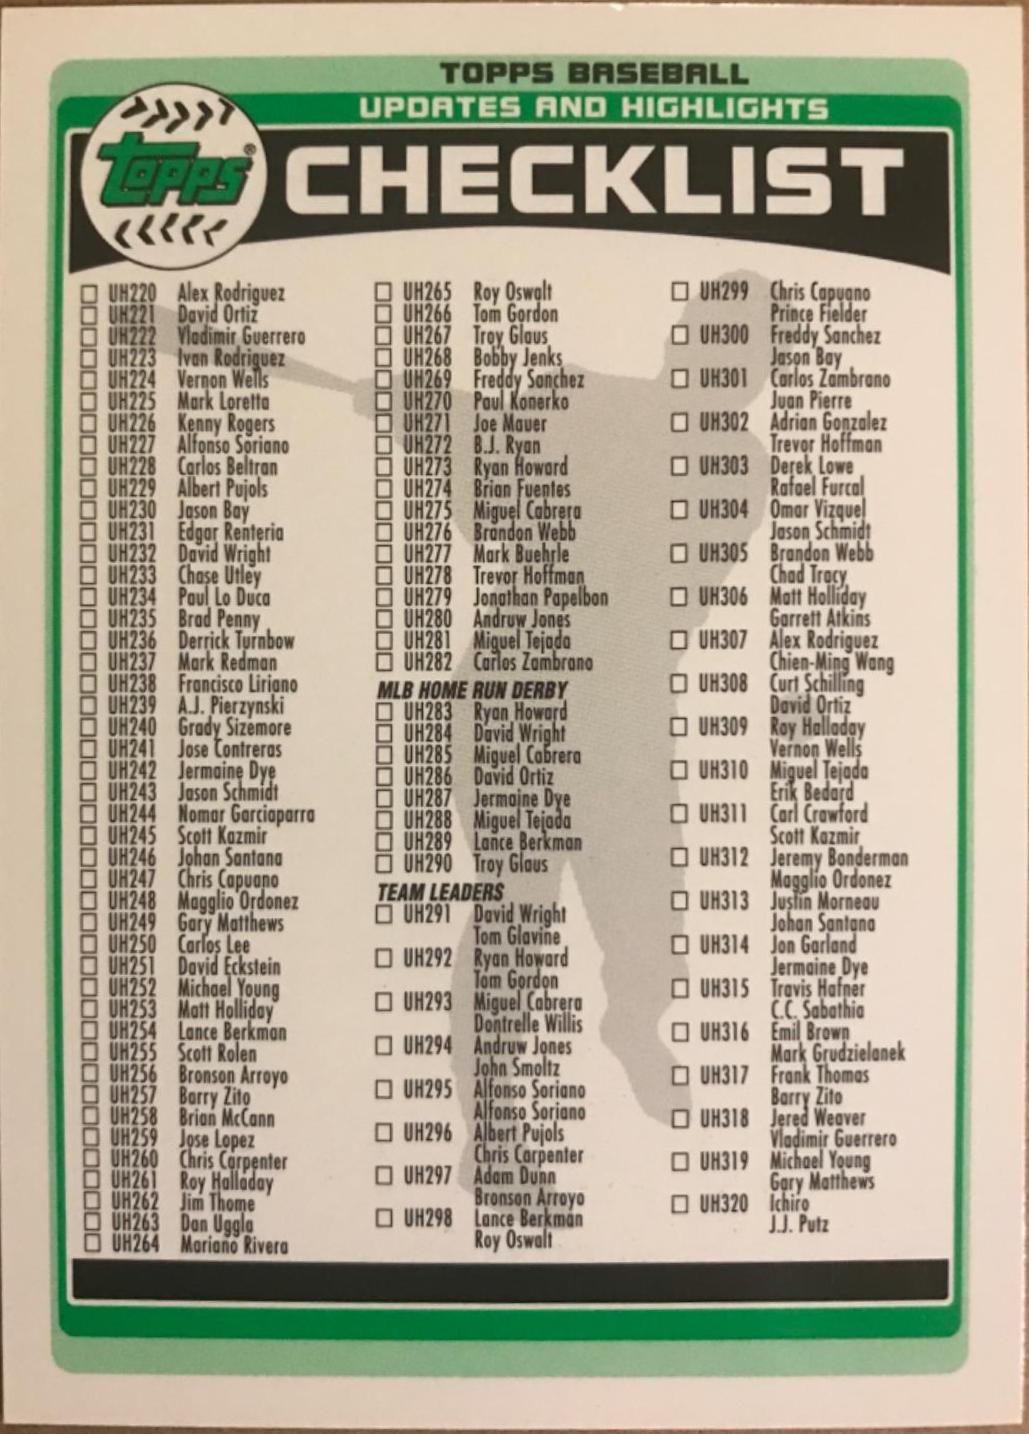 TOPPS BASEBALL
UPDATES AND HIGHLIGHTS
Topps®
CHECKLIST
UH220 Alex Rodriguez
UH221 David Ortiz
UH222 Vladimir Guerrero
UH223 Ivan Rodriguez
UH224 Vernon Wells
UH225 Mark Loretta
UH226 Kenny Rogers
UH227 Alfonso Soriano
UH228 Carlos Beltran
UH229 Albert Pujols
UH230 Jason Bay
UH231 Edgar Renteria
UH232 David Wright
UH233 Chase Utley
UH234 Paul Lo Duca
UH235 Brad Penny
UH236 Derrick Turnbow
UH237 Mark Redman
UH238 Francisco Liriano
UH239 A.J. Pierzynski
UH240 Grady Sizemore
UH241 Jose Contreras
UH242 Jermaine Dye
UH243 Jason Schmidt
UH244 Nomar Garciaparra
UH245 Scott Kazmir
UH246 Johan Santana
UH247 Chris Capuano
UH248 Magglio Ordonez
UH249 Gary Matthews
UH250 Carlos Lee
UH251 David Eckstein
UH252 Michael Young
UH253 Matt Holliday
UH254 Lance Berkman
UH255 Scott Rolen
UH256 Bronson Arroyo
UH257 Barry Zito
UH258 Brian McCann
UH259 Jose Lopez
UH260 Chris Carpenter
UH261 Roy Halladay
UH262 Jim Thome
UH263 Dan Uggla
UH264 Mariano Rivera
UH265 Roy Oswalt
UH266 Tom Gordon
UH267 Troy Glaus
UH268 Bobby Jenks
UH269 Freddy Sanchez
UH270 Paul Konerko
UH271 Joe Mauer
UH272 B.J. Ryan
UH273 Ryan Howard
UH274 Brian Fuentes
UH275 Miguel Cabrera
UH276 Brandon Webb
UH277 Mark Buehrle
UH278 Trevor Hoffman
UH279 Jonathan Papelbon
UH280 Andruw Jones
UH281 Miguel Tejada
UH282 Carlos Zambrano
MLB HOME RUN DERBY
UH283 Ryan Howard
UH284 David Wright
UH285 Miguel Cabrera
UH286 David Ortiz
UH287 Jermaine Dye
UH288 Miguel Tejada
UH289 Lance Berkman
UH290 Troy Glaus
TEAM LEADERS
UH291 David Wright
Tom Glavine
UH292 Ryan Howard
Tom Gordon
UH293 Miguel Cabrera
Dontrelle Willis
UH294 Andruw Jones
John Smoltz
UH295 Alfonso Soriano
Alfonso Soriano
UH296 Albert Pujols
Chris Carpenter
UH297 Adam Dunn
Bronson Arroyo
UH298 Lance Berkman
Roy Oswalt
UH299 Chris Capuano
Prince Fielder
UH300 Freddy Sanchez
Jason Bay
UH301 Carlos Zambrano
Juan Pierre
UH302 Adrian Gonzalez
Trevor Hoffman
UH303 Derek Lowe
Rafael Furcal
UH304 Omar Vizquel
Jason Schmidt
UH305 Brandon Webb
Chad Tracy
UH306 Matt Holliday
Garrett Atkins
UH307 Alex Rodriguez
Chien-Ming Wang
UH308 Curt Schilling
David Ortiz
UH309 Roy Halladay
Vernon Wells
UH310 Miguel Tejada
Erik Bedard
UH311 Carl Crawford
Scott Kazmir
UH312 Jeremy Bonderman
Magglio Ordonez
UH313 Justin Morneau
Johan Santana
UH314 Jon Garland
Jermaine Dye
UH315 Travis Hafner
C.C. Sabathia
UH316 Emil Brown
Mark Grudzielanek
UH317 Frank Thomas
Barry Zito
UH318 Jered Weaver
Vladimir Guerrero
UH319 Michael Young
Gary Matthews
UH320 Ichiro
J.J. Putz